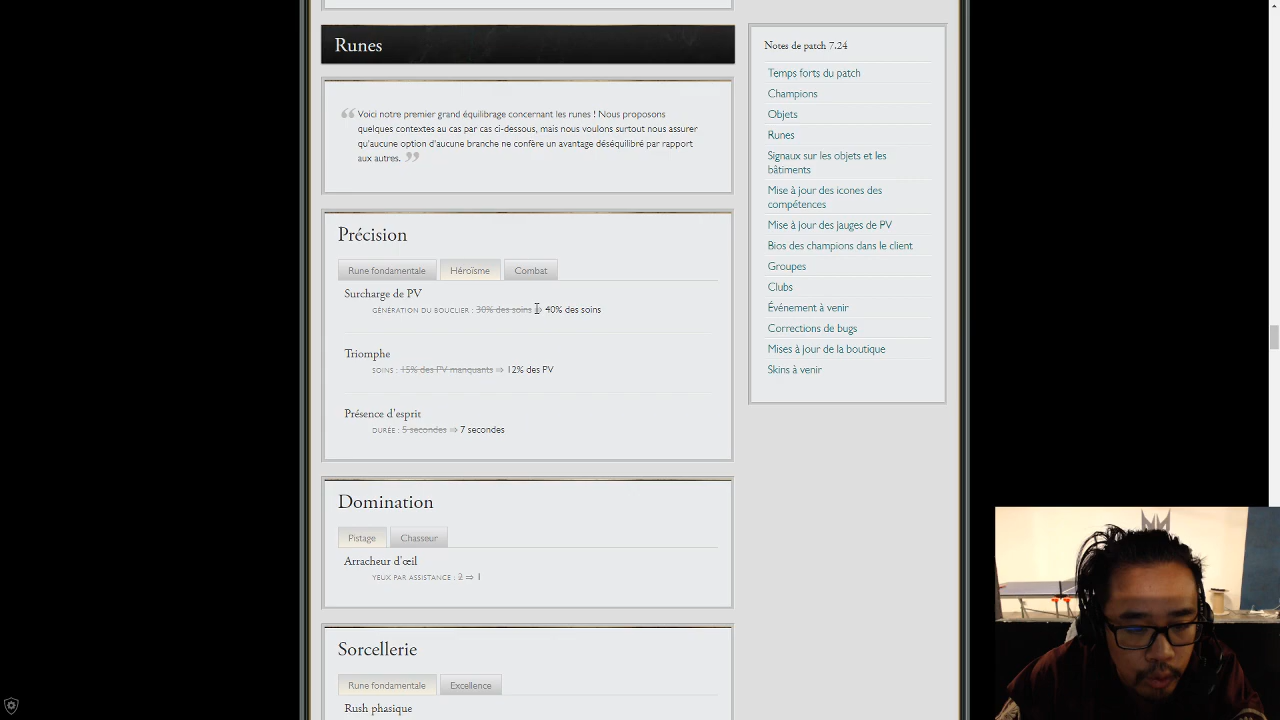 Runes
Voici notre premier grand équilibrage concernant les runes ! Nous proposons
quelques contextes au cas par cas ci-dessous, mais nous voulons surtout nous assurer
qu'aucune option d'aucune branche ne confère un avantage déséquilibré par rapport
aux autres.
Précision
Rune fondamentale
Héroïsme
Combat
Surcharge de PV
GÉNÉRATION DU BOUCLIER : 30% des soins ⇒ 40% des soins
Triomphe
SOINS : 15% des PV manquants ⇒ 12% des PV
Présence d'esprit
DURÉE : 5 secondes ⇒ 7 secondes
Domination
Pistage
Chasseur
Arracheur d'œil
YEUX PAR ASSISTANCE : 2 ⇒ 1
Sorcellerie
Rune fondamentale
Excellence
Rush phasique
Notes de patch 7.24
Temps forts du patch
Champions
Objets
Runes
Signaux sur les objets et les
bâtiments
Mise à jour des icones des
compétences
Mise à jour des jauges de PV
Bios des champions dans le client
Groupes
Clubs
Événement à venir
Corrections de bugs
Mises à jour de la boutique
Skins à venir